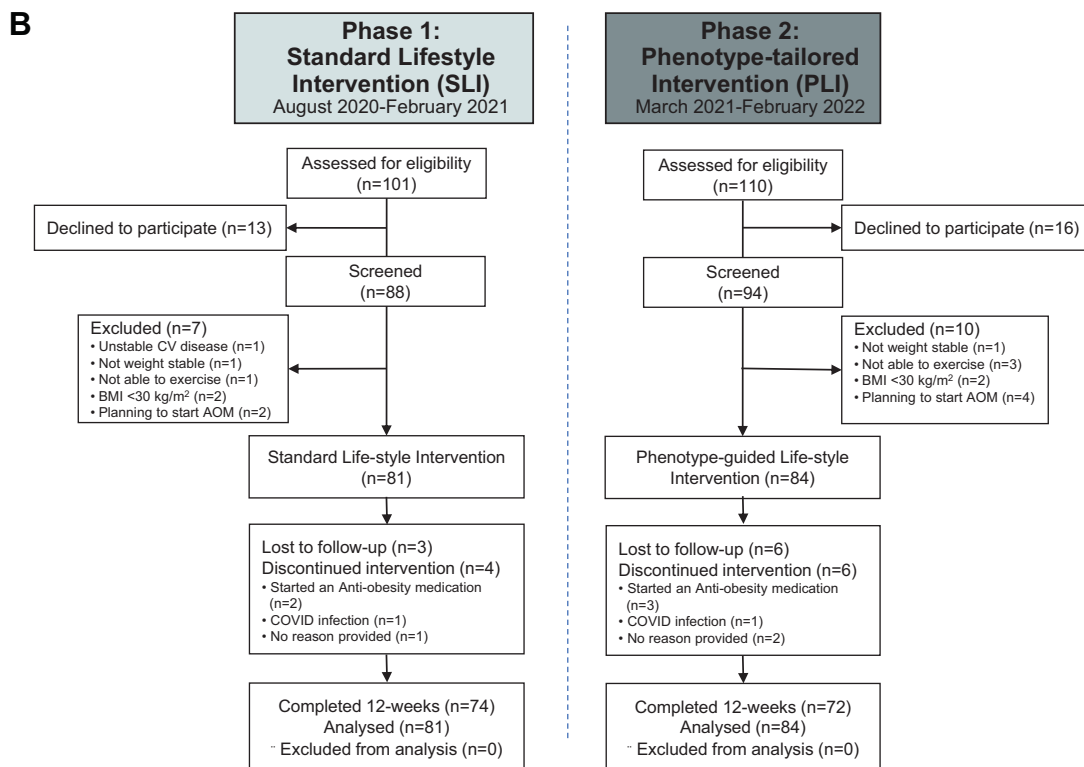 B
Phase 1:
Standard Lifestyle
Intervention (SLI)
August 2020-February 2021
Assessed for eligibility
(n=101)
Declined to participate (n=13)
Screened
(n=88)
Excluded (n=7)
• Unstable CV disease (n=1)
• Not weight stable (n=1)
• Not able to exercise (n=1)
• BMI <30 kg/m² (n=2)
• Planning to start AOM (n=2)
Standard Life-style Intervention
(n=81)
Lost to follow-up (n=3)
Discontinued intervention (n=4)
• Started an Anti-obesity medication
(n=2)
• COVID infection (n=1)
• No reason provided (n=1)
Completed 12-weeks (n=74)
Analysed (n=81)
¨ Excluded from analysis (n=0)
Phase 2:
Phenotype-tailored
Intervention (PLI)
March 2021-February 2022
Assessed for eligibility
(n=110)
Declined to participate (n=16)
Screened
(n=94)
Excluded (n=10)
• Not weight stable (n=1)
• Not able to exercise (n=3)
• BMI <30 kg/m² (n=2)
• Planning to start AOM (n=4)
Phenotype-guided Life-style
Intervention (n=84)
Lost to follow-up (n=6)
Discontinued intervention (n=6)
• Started an Anti-obesity medication
(n=3)
• COVID infection (n=1)
• No reason provided (n=2)
Completed 12-weeks (n=72)
Analysed (n=84)
¨ Excluded from analysis (n=0)